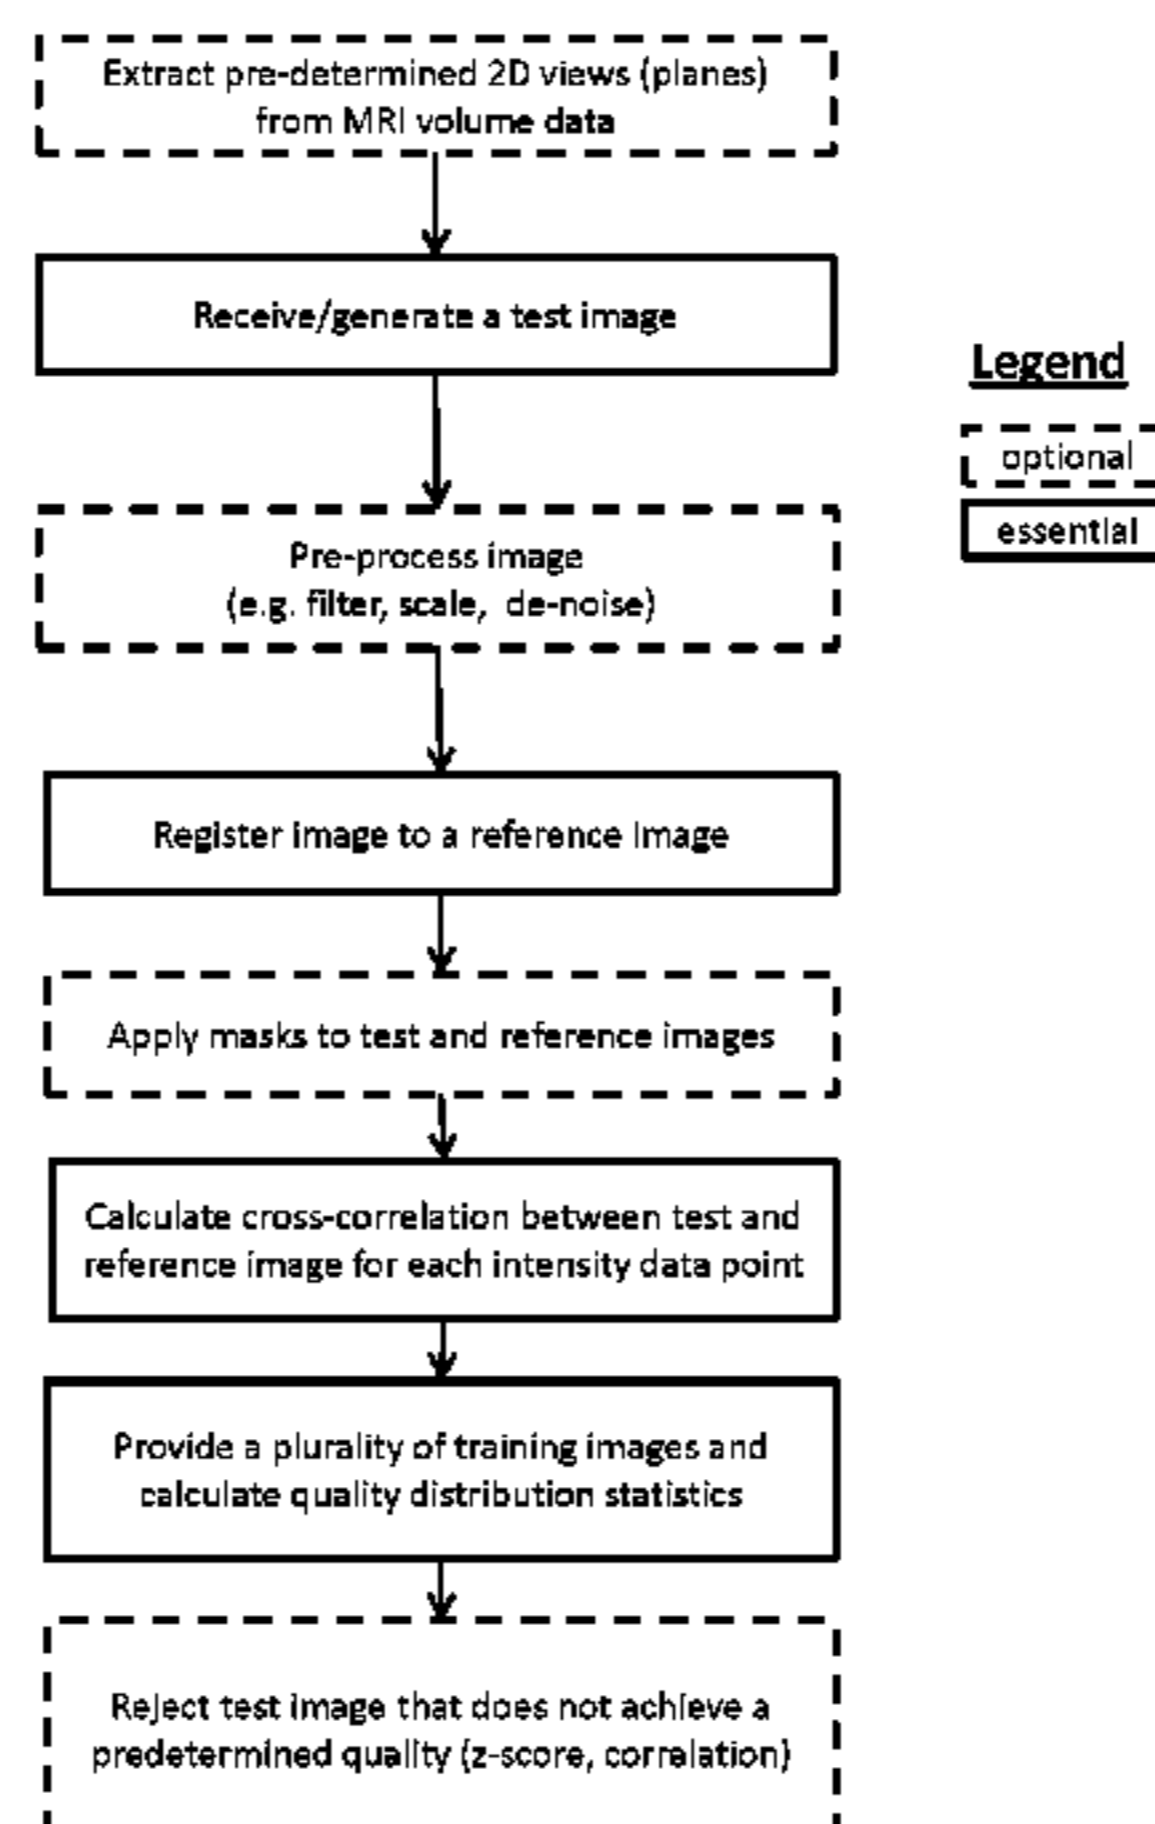 Extract pre-determined 2D views (planes)
from MRI volume data
Receive/generate a test image
Legend
optional
essential
Pre-process image
(e.g. filter, scale, de-noise)
Register image to a reference image
Apply masks to test and reference images
Calculate cross-correlation between test and
reference image for each intensity data point
Provide a plurality of training images and
calculate quality distribution statistics
Reject test image that does not achieve a
predetermined quality (z-score, correlation)